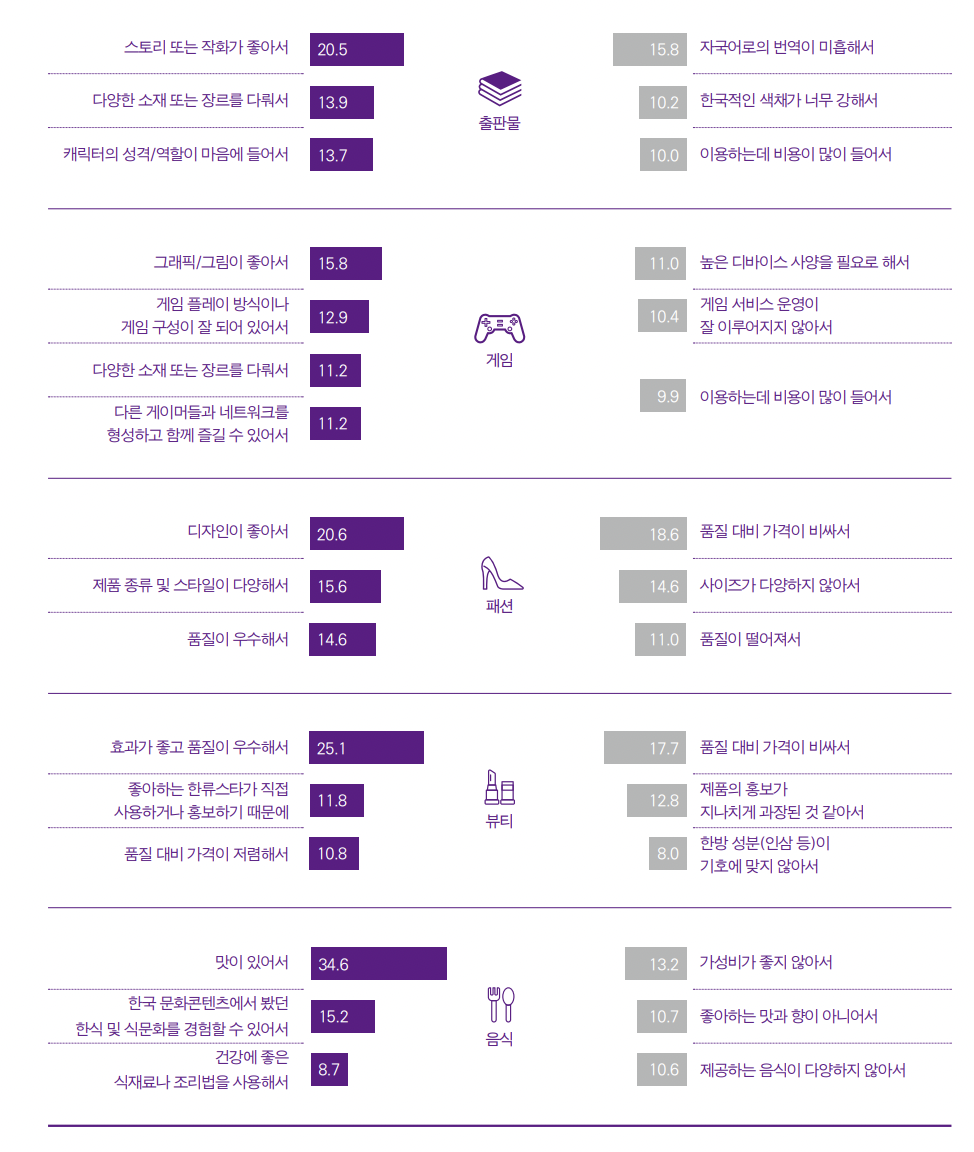 스토리 또는 작화가 좋아서 20.5 15.8 자국어로의 번역이 미흡해서
다양한 소재 또는 장르를 다뤄서 13.9 10.2 한국적인 색채가 너무 강해서
출판물
캐릭터의 성격/역할이 마음에 들어서 13.7 10.0 이용하는데 비용이 많이 들어서
그래픽/그림이 좋아서 15.8 11.0 높은 디바이스 사양을 필요로 해서
게임 플레이 방식이나
게임 구성이 잘 되어 있어서 12.9 10.4 게임 서비스 운영이
잘 이루어지지 않아서
게임
다양한 소재 또는 장르를 다뤄서 11.2 9.9 이용하는데 비용이 많이 들어서
다른 게이머들과 네트워크를
형성하고 함께 즐길 수 있어서 11.2
디자인이 좋아서 20.6 18.6 품질 대비 가격이 비싸서
제품 종류 및 스타일이 다양해서 15.6 14.6 사이즈가 다양하지 않아서
패션
품질이 우수해서 14.6 11.0 품질이 떨어져서
효과가 좋고 품질이 우수해서 25.1 17.7 품질 대비 가격이 비싸서
좋아하는 한류스타가 직접
사용하거나 홍보하기 때문에 11.8 12.8 제품의 홍보가
지나치게 과장된 것 같아서
뷰티
품질 대비 가격이 저렴해서 10.8 8.0 한방 성분(인삼 등)이
기호에 맞지 않아서
맛이 있어서 34.6 13.2 가성비가 좋지 않아서
한국 문화콘텐츠에서 봤던
한식 및 식문화를 경험할 수 있어서 15.2 10.7 좋아하는 맛과 향이 아니어서
음식
건강에 좋은
식재료나 조리법을 사용해서 8.7 10.6 제공하는 음식이 다양하지 않아서